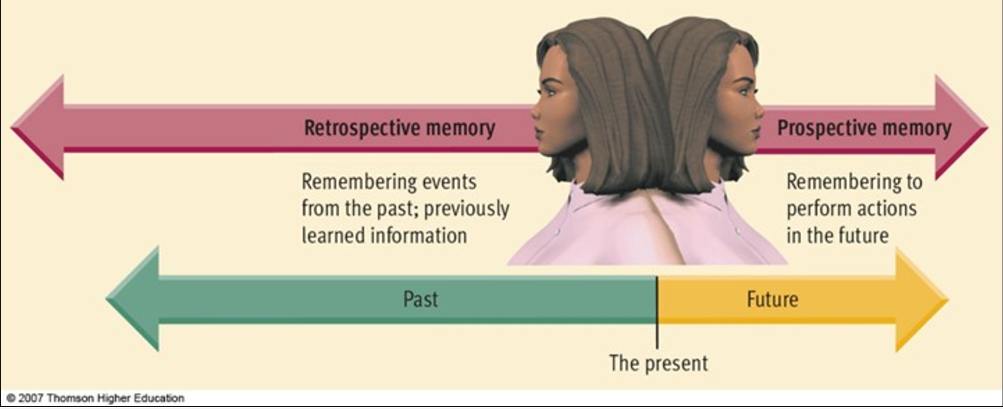 Retrospective memory
Prospective memory
Remembering events
from the past; previously
learned information
Remembering to
perform actions
in the future
Past
Future
The present
© 2007 Thomson Higher Education